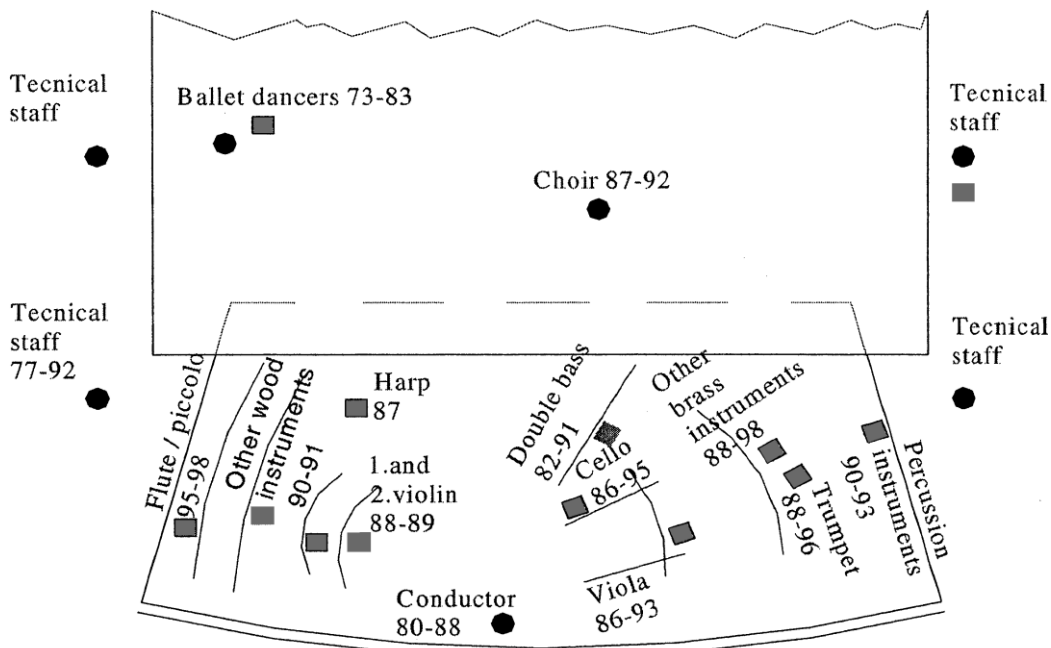 Tecnical
staff
Ballet dancers 73-83
Tecnical
staff
Choir 87-92
Tecnical
staff
77-92
Tecnical
staff
Flute / piccolo
95-98
Other wood
instruments
90-91
Harp
87
1.and
2.violin
88-89
Double bass
82-91
Cello
86-95
Other
brass
instruments
88-98
Trumpet
88-96
Percussion
instruments
90-93
Viola
86-93
Conductor
80-88